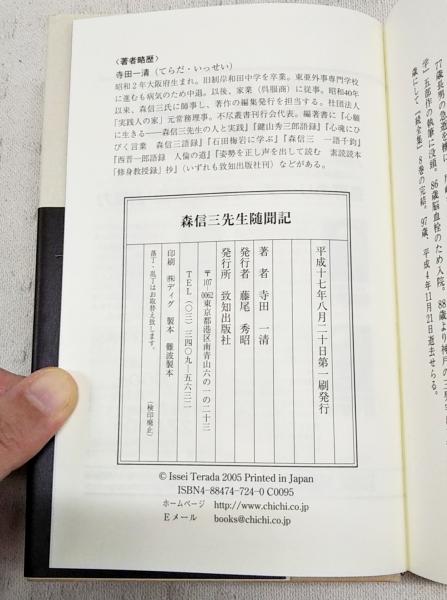 〈著者略歴〉
寺田一清(てらだ・いっせい)
昭和2年大阪府生まれ。旧制岸和田中学を卒業。東亜外事専門学校
に進むも病気のため中退。以後、家業(呉服商)に従事。昭和40年
以来、森信三氏に師事し、著作の編集発行を担当する。社団法人
「実践人の家」元常務理事。不尽叢書刊行会代表。編著書に『心願
に生きる――森信三先生の人と実践』『鍵山秀三郎語録』『心魂にひ
びく言葉 森信三語録』『石田梅岩に学ぶ』『森信三 一語千鈞』
『西晋一郎語録 人倫の道』『姿勢を正し声を出して読む 素読読本
「修身教授録」抄』(いずれも致知出版社刊)などがある。
森信三先生随聞記
平成十七年八月二十日第一刷発行
著者 寺田一清
発行者 藤尾秀昭
発行所 致知出版社
〒107-0062東京都港区南青山六の一の二十三
TEL(〇三)三四〇九―五六三二
印刷 ㈱ディグ 製本 難波製本
落丁・乱丁はお取替え致します。
(検印廃止)
© Issei Terada 2005 Printed in Japan
ISBN4-88474-724-0 C0095
ホームページ http://www.chichi.co.jp
Eメール books@chichi.co.jp
77歳長男の急逝を機に、
学』五部作の執筆に没頭。86歳脳血栓のため入院。88歳より神戸の
歳にして『続全集』8巻の完結。97歳、平成4年11月21日逝去せらる。